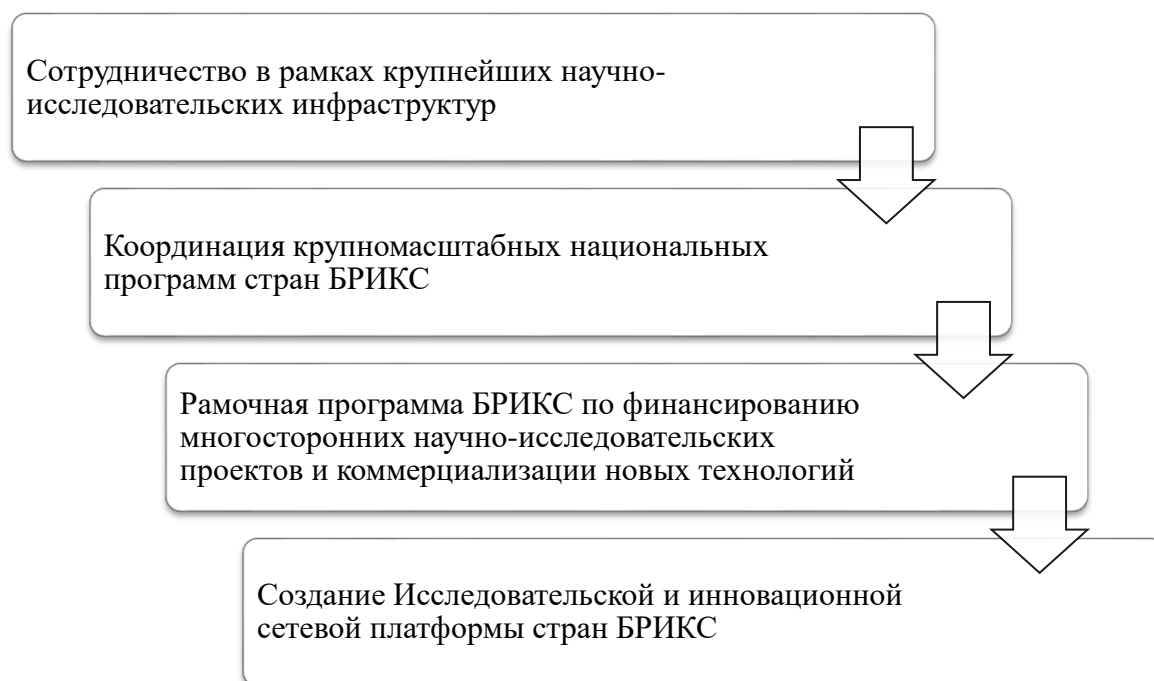 Сотрудничество в рамках крупнейших научно-
исследовательских инфраструктур
Координация крупномасштабных национальных
программ стран БРИКС
Рамочная программа БРИКС по финансированию
многосторонних научно-исследовательских
проектов и коммерциализации новых технологий
Создание Исследовательской и инновационной
сетевой платформы стран БРИКС